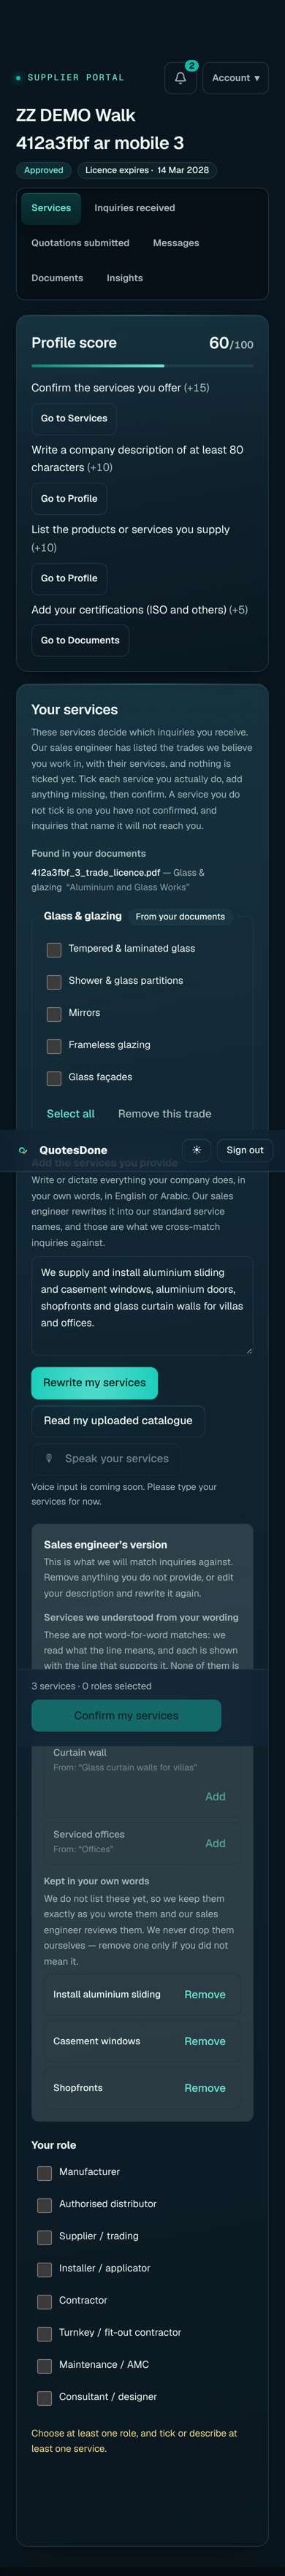 SUPPLIER PORTAL
2
Account ▾
ZZ DEMO Walk
412a3fbf ar mobile 3
Approved
Licence expires · 14 Mar 2028
Services
Inquiries received
Quotations submitted
Messages
Documents
Insights
Profile score
60/100
Confirm the services you offer (+15)
Go to Services
Write a company description of at least 80
characters (+10)
Go to Profile
List the products or services you supply
(+10)
Go to Profile
Add your certifications (ISO and others) (+5)
Go to Documents
Your services
These services decide which inquiries you receive.
Our sales engineer has listed the trades we believe
you work in, with their services, and nothing is
ticked yet. Tick each service you actually do, add
anything missing, then confirm. A service you do
not tick is one you have not confirmed, and
inquiries that name it will not reach you.
Found in your documents
412a3fbf_3_trade_licence.pdf — Glass &
glazing “Aluminium and Glass Works”
Glass & glazing
From your documents
Tempered & laminated glass
Shower & glass partitions
Mirrors
Frameless glazing
Glass façades
Select all
Remove this trade
QuotesDone
Sign out
Add the services you provide
Write or dictate everything your company does, in
your own words, in English or Arabic. Our sales
engineer rewrites it into our standard service
names, and those are what we cross-match
inquiries against.
We supply and install aluminium sliding
and casement windows, aluminium doors,
shopfronts and glass curtain walls for villas
and offices.
Rewrite my services
Read my uploaded catalogue
Speak your services
Voice input is coming soon. Please type your
services for now.
Sales engineer's version
This is what we will match inquiries against.
Remove anything you do not provide, or edit
your description and rewrite it again.
Services we understood from your wording
These are not word-for-word matches: we
read what the line means, and each is shown
with the line that supports it. None of them is
3 services · 0 roles selected
Confirm my services
Curtain wall
From: “Glass curtain walls for villas”
Add
Serviced offices
From: “Offices”
Add
Kept in your own words
We do not list these yet, so we keep them
exactly as you wrote them and our sales
engineer reviews them. We never drop them
ourselves — remove one only if you did not
mean it.
Install aluminium sliding
Remove
Casement windows
Remove
Shopfronts
Remove
Your role
Manufacturer
Authorised distributor
Supplier / trading
Installer / applicator
Contractor
Turnkey / fit-out contractor
Maintenance / AMC
Consultant / designer
Choose at least one role, and tick or describe at
least one service.